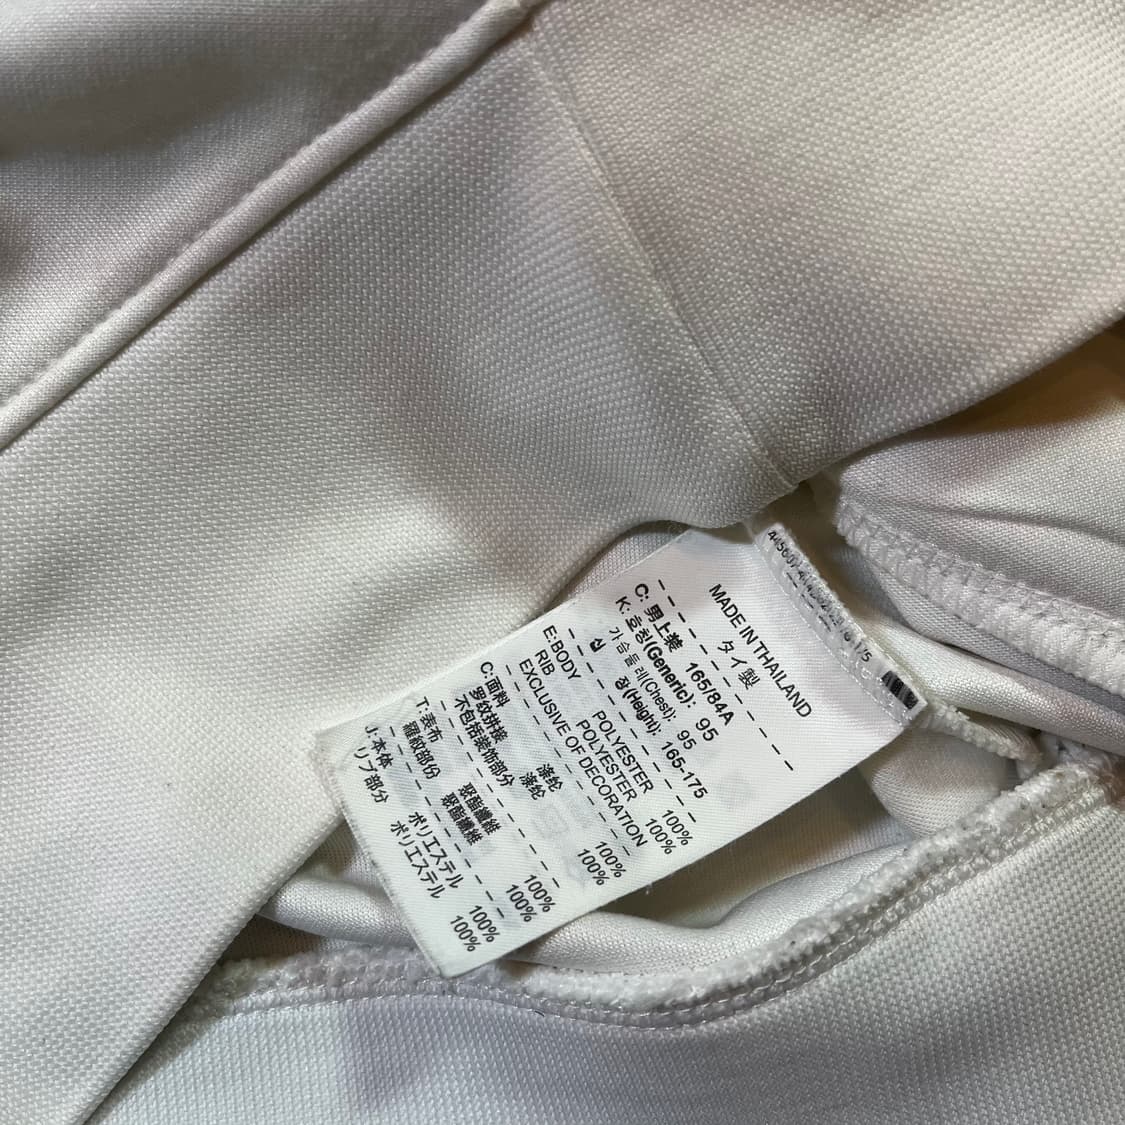 MADE IN THAILAND
タイ製
C: 男上装 165/84A
K: 호칭(Generic): 95
가슴둘레(Chest): 95
신 장(Height): 165-175
E:BODY POLYESTER 100%
RIB POLYESTER 100%
EXCLUSIVE OF DECORATION
C:面料 涤纶 100%
罗纹拼接 涤纶 100%
不包括装饰部分
T:表布 聚酯纖維 100%
羅紋部份 聚酯纖維 100%
J:本体 ポリエステル 100%
リブ部分 ポリエステル 100%